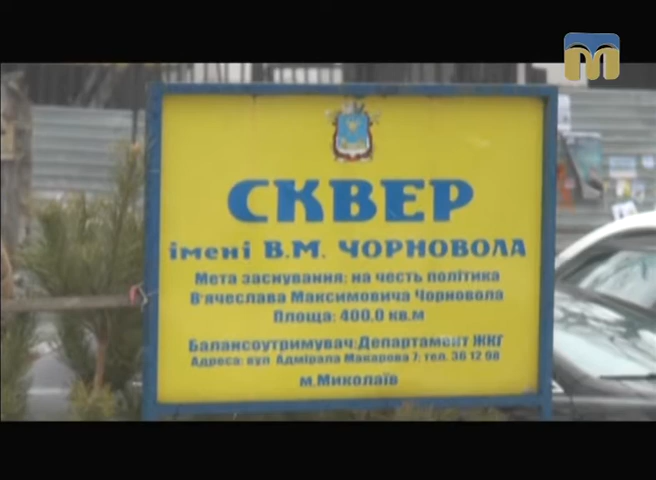 М
СКВЕР
імені В.М. ЧОРНОВОЛА
Мета заснування: на честь політика
В'ячеслава Максимовича Чорновола
Площа: 400,0 кв.м
Балансоутримувач: Департамент ЖКГ
Адреса: вул Адмірала Макарова 7; тел. 36 12 98
м.Миколаїв